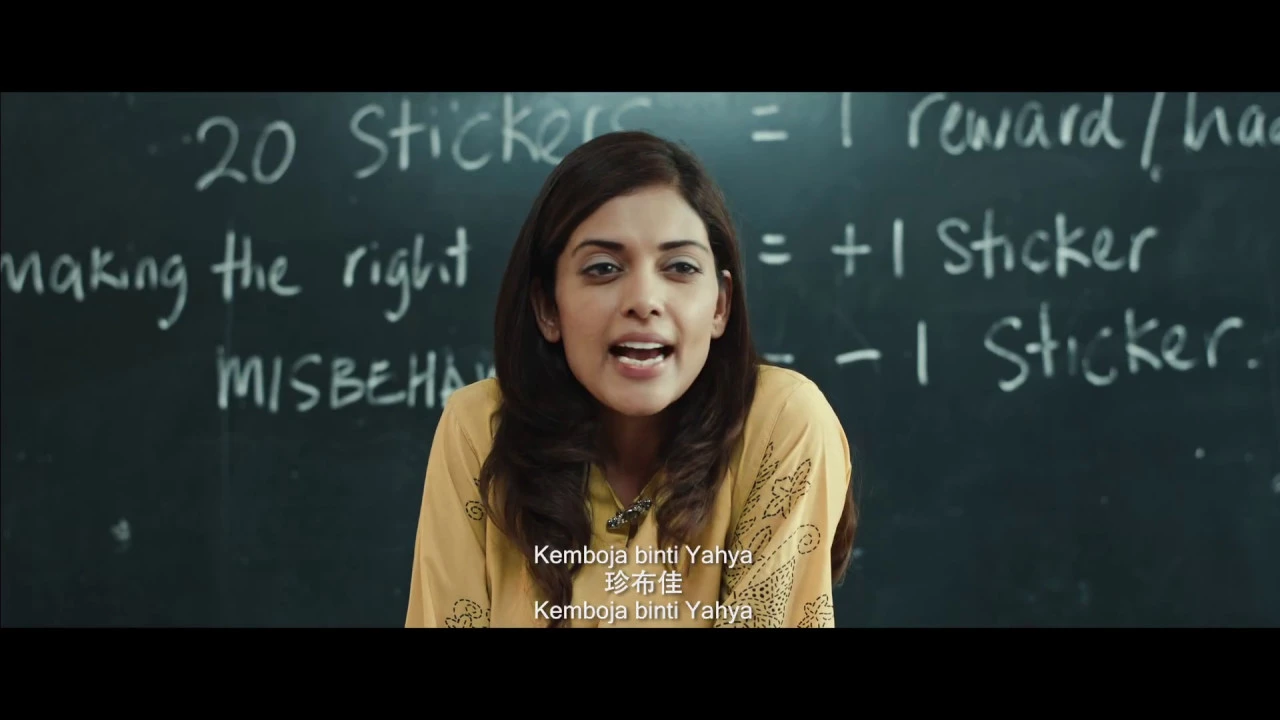 20 Stickers = 1 reward/
making the right = +1 Sticker
= -1 Sticker.
Kemboja binti Yahya
珍布佳
Kemboja binti Yahya